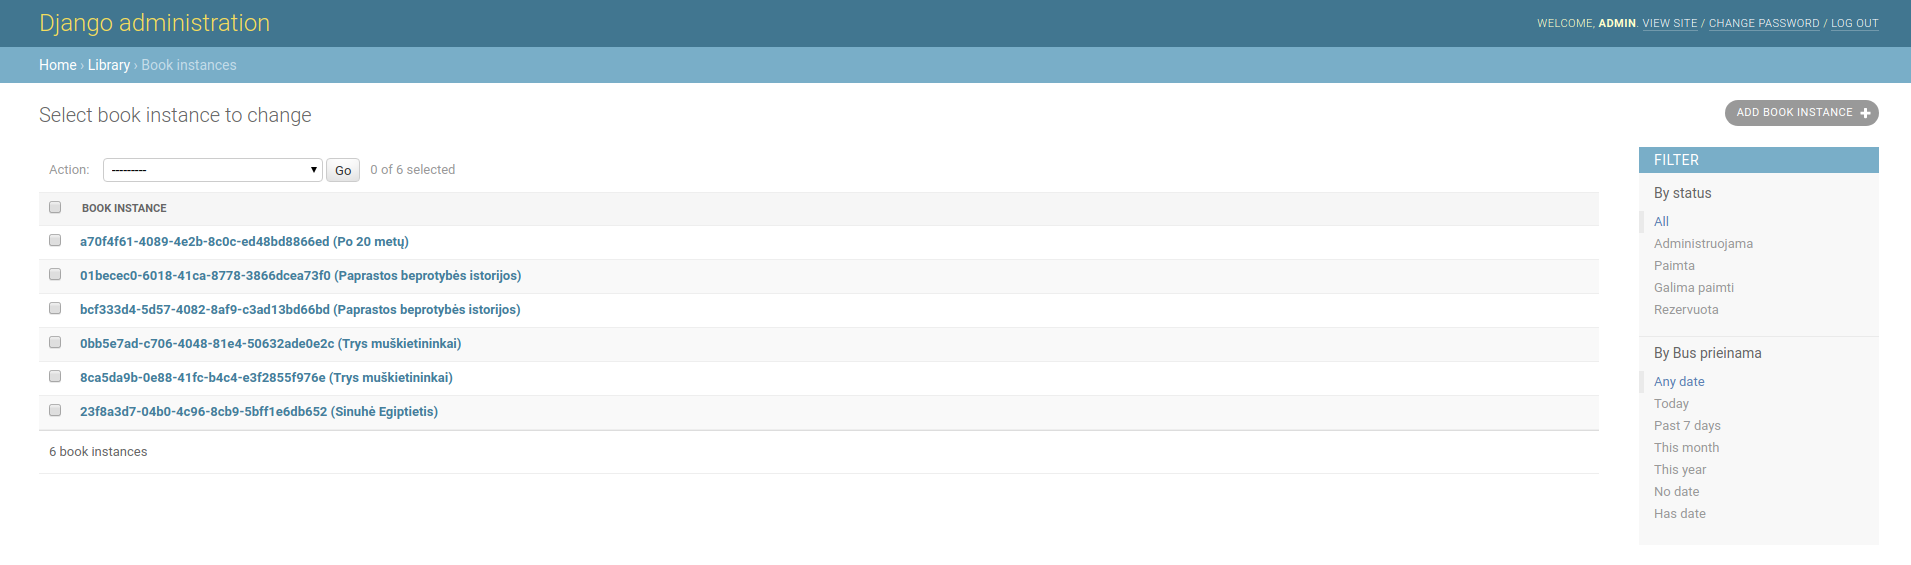 Django administration
WELCOME, ADMIN. VIEW SITE / CHANGE PASSWORD / LOG OUT
Home › Library › Book instances
Select book instance to change
ADD BOOK INSTANCE +
Action: --------- Go 0 of 6 selected
BOOK INSTANCE
a70f4f61-4089-4e2b-8c0c-ed48bd8866ed (Po 20 metų)
01becec0-6018-41ca-8778-3866dcea73f0 (Paprastos beprotybės istorijos)
bcf333d4-5d57-4082-8af9-c3ad13bd66bd (Paprastos beprotybės istorijos)
0bb5e7ad-c706-4048-81e4-50632ade0e2c (Trys muškietininkai)
8ca5da9b-0e88-41fc-b4c4-e3f2855f976e (Trys muškietininkai)
23f8a3d7-04b0-4c96-8cb9-5bff1e6db652 (Sinuhė Egiptietis)
6 book instances
FILTER
By status
All
Administruojama
Paimta
Galima paimti
Rezervuota
By Bus prieinama
Any date
Today
Past 7 days
This month
This year
No date
Has date